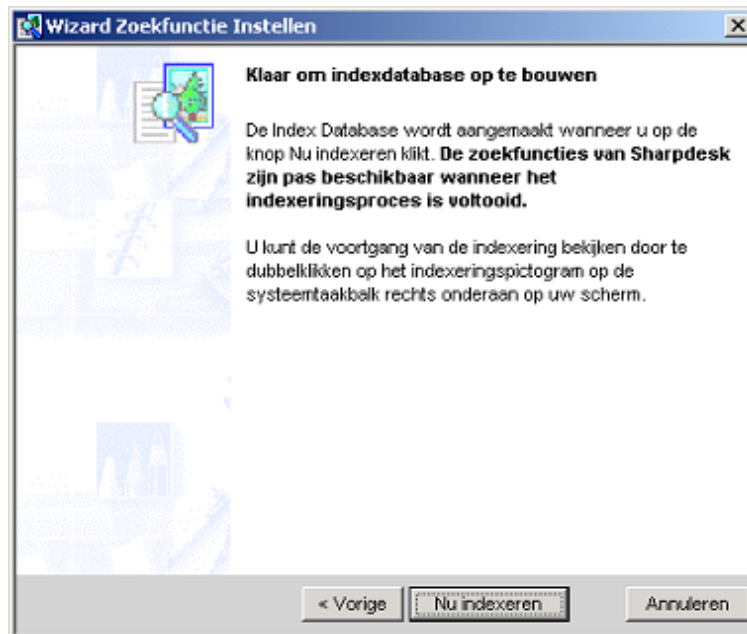 Wizard Zoekfunctie Instellen
Klaar om indexdatabase op te bouwen
De Index Database wordt aangemaakt wanneer u op de
knop Nu indexeren klikt. De zoekfuncties van Sharpdesk
zijn pas beschikbaar wanneer het
indexeringsproces is voltooid.
U kunt de voortgang van de indexering bekijken door te
dubbelklikken op het indexeringspictogram op de
systeemtaakbalk rechts onderaan op uw scherm.
« Vorige
Nu indexeren
Annuleren